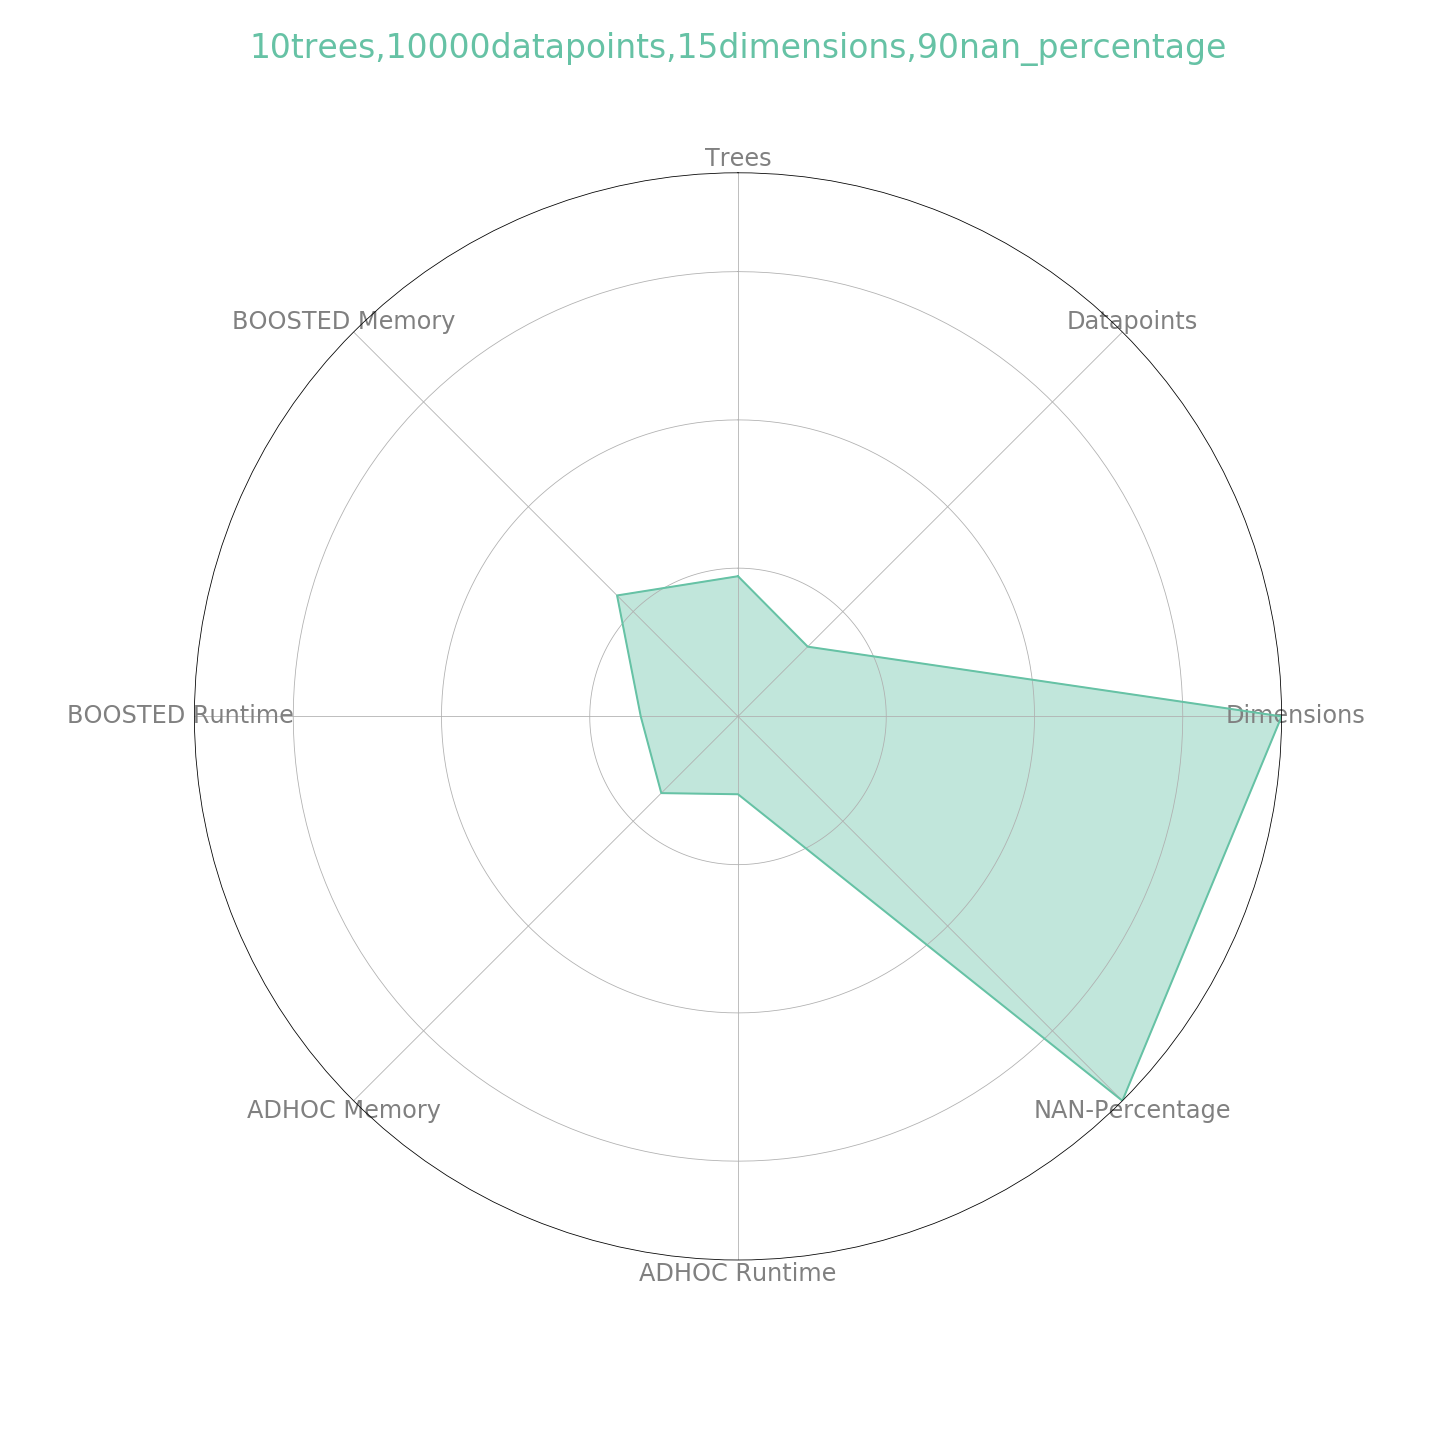 10trees,10000datapoints,15dimensions,90nan_percentage
Trees
BOOSTED Memory
Datapoints
BOOSTED Runtime
Dimensions
ADHOC Memory
NAN-Percentage
ADHOC Runtime